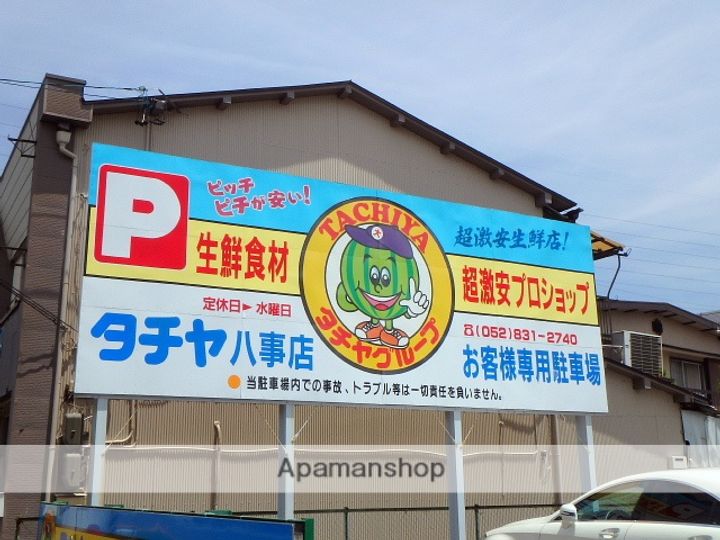 P
ピッチ
ピチが安い!
TACHIYA
超激安生鮮店!
生鮮食材
超激安プロショップ
定休日▶水曜日
タチヤグループ
☎(052)831-2740
タチヤ八事店
お客様専用駐車場
●当駐車場内での事故、トラブル等は一切責任を負いません。
Apamanshop